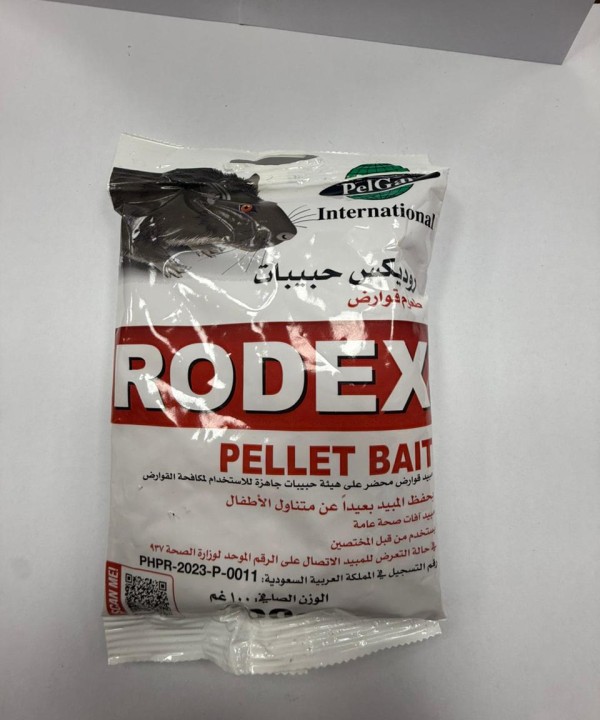 PelGar
International
روديكس حبيبات
طعم قوارض
RODEX
PELLET BAIT
مبيد قوارض محضر على هيئة حبيبات جاهزة للاستخدام لمكافحة القوارض
يحفظ المبيد بعيداً عن متناول الأطفال
مبيد آفات صحة عامة
يستخدم من قبل المختصين
في حالة التعرض للمبيد الاتصال على الرقم الموحد لوزارة الصحة ٩٣٧
رقم التسجيل في المملكة العربية السعودية: PHPR-2023-P-0011
SCAN ME!
الوزن الصافي: ١٠٠ غم